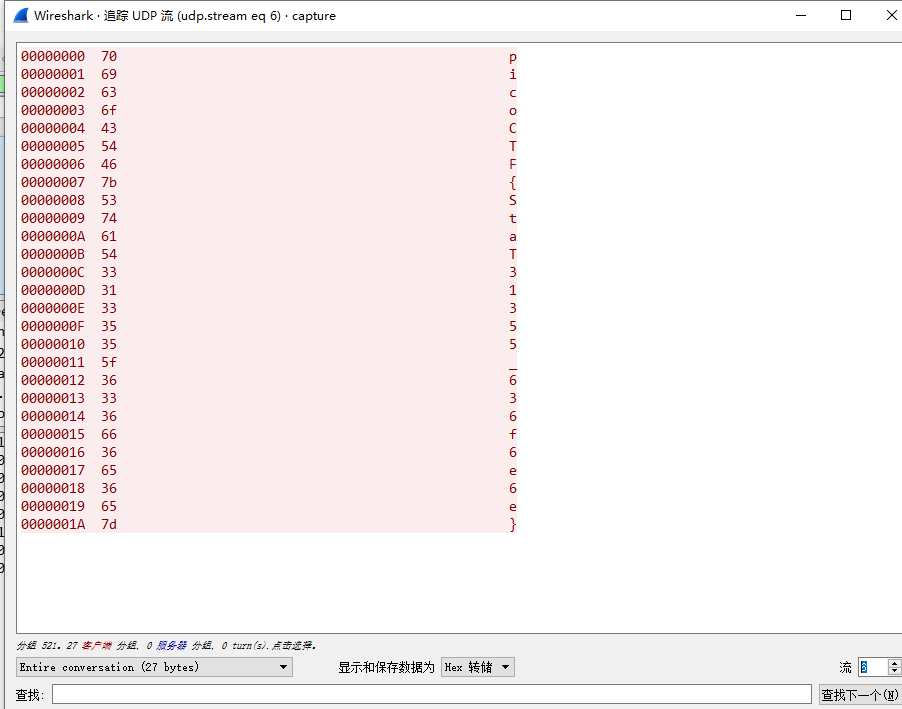 Wireshark · 追踪 UDP 流 (udp.stream eq 6) · capture
00000000 70 p
00000001 69 i
00000002 63 c
00000003 6f o
00000004 43 C
00000005 54 T
00000006 46 F
00000007 7b {
00000008 53 S
00000009 74 t
0000000A 61 a
0000000B 54 T
0000000C 33 3
0000000D 31 1
0000000E 33 3
0000000F 35 5
00000010 35 5
00000011 5f _
00000012 36 6
00000013 33 3
00000014 36 6
00000015 66 f
00000016 36 6
00000017 65 e
00000018 36 6
00000019 65 e
0000001A 7d }
分组 521。27 客户端 分组, 0 服务器 分组, 0 turn(s).点击选择。
Entire conversation (27 bytes) 显示和保存数据为 Hex 转储 流
查找: 查找下一个(N)